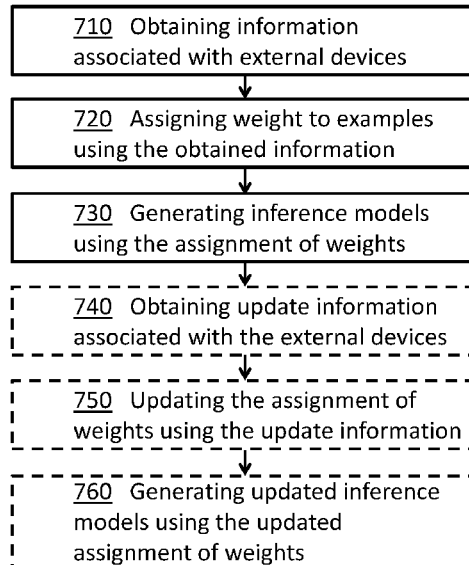 710 Obtaining information
associated with external devices
720 Assigning weight to examples
using the obtained information
730 Generating inference models
using the assignment of weights
740 Obtaining update information
associated with the external devices
750 Updating the assignment of
weights using the update information
760 Generating updated inference
models using the updated
assignment of weights